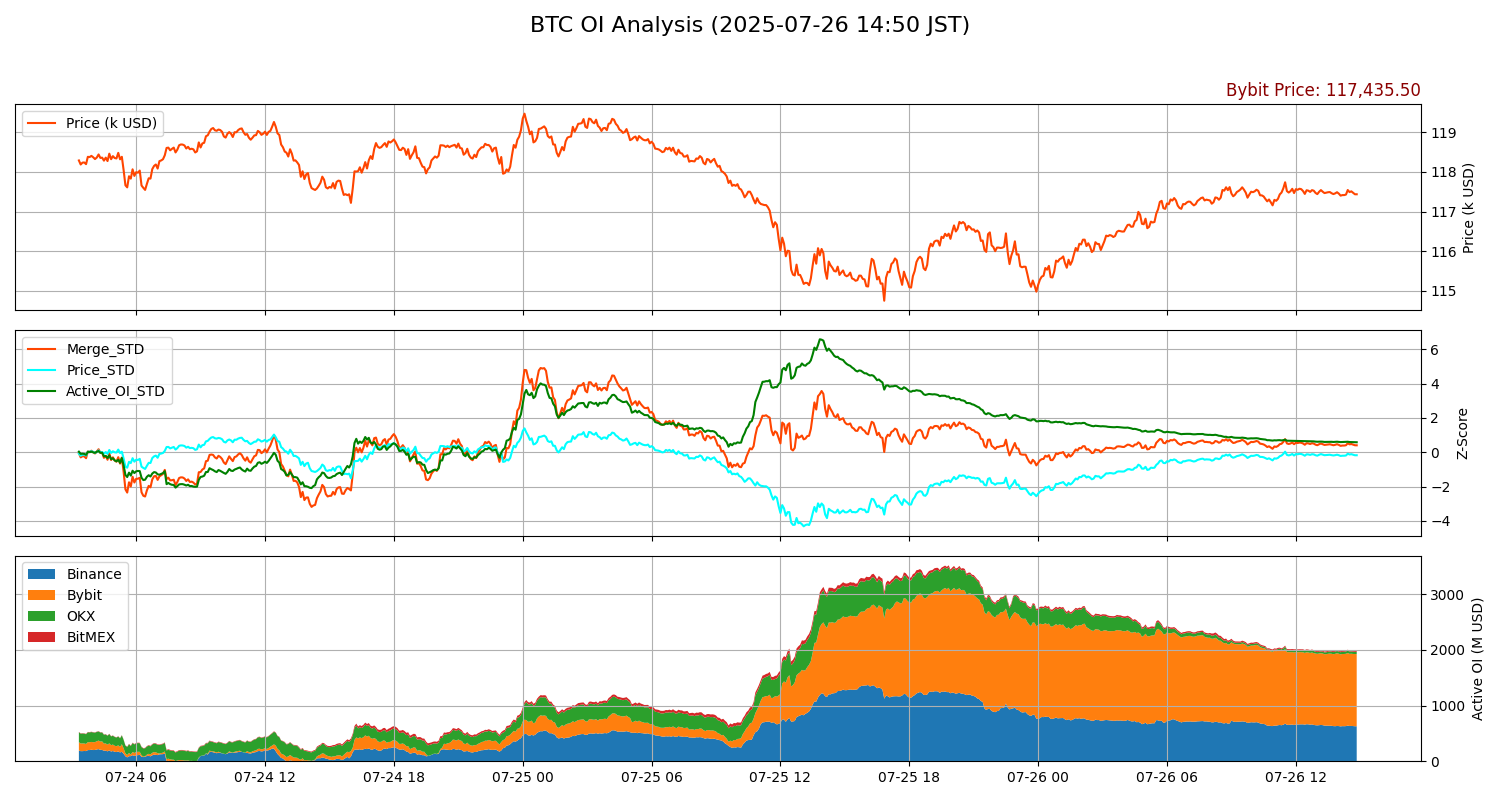 BTC OI Analysis (2025-07-26 14:50 JST)
Bybit Price: 117,435.50
Price (k USD)
119
118
117
116
115
Price (k USD)
Merge_STD
Price_STD
Active_OI_STD
6
4
2
0
−2
−4
Z-Score
Binance
Bybit
OKX
BitMEX
3000
2000
1000
0
Active OI (M USD)
07-24 06
07-24 12
07-24 18
07-25 00
07-25 06
07-25 12
07-25 18
07-26 00
07-26 06
07-26 12